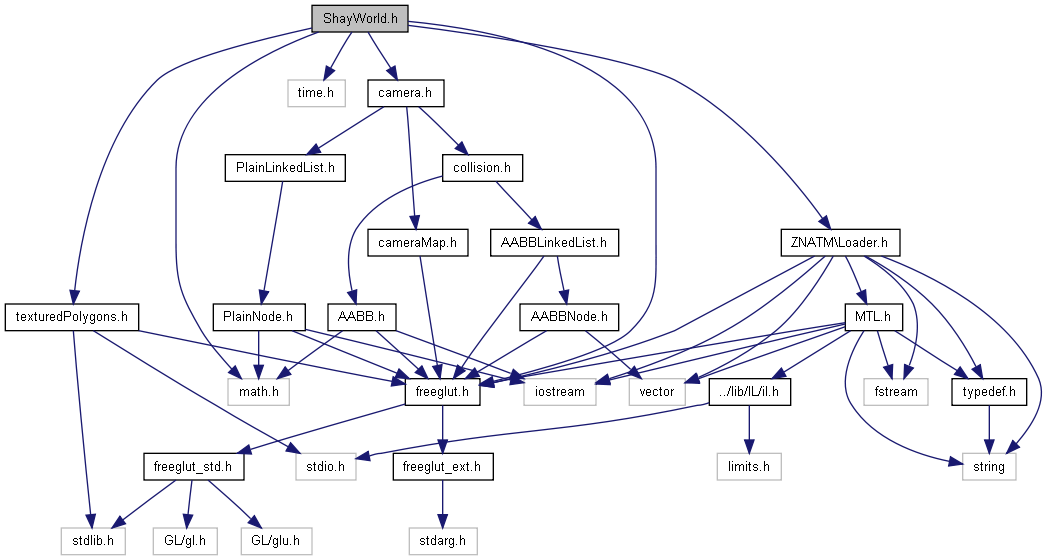 ShayWorld.h
time.h
camera.h
PlainLinkedList.h
collision.h
cameraMap.h
AABBLinkedList.h
ZNATM\Loader.h
texturedPolygons.h
PlainNode.h
AABB.h
AABBNode.h
MTL.h
math.h
freeglut.h
iostream
vector
../lib/IL/il.h
fstream
typedef.h
freeglut_std.h
stdio.h
freeglut_ext.h
limits.h
string
stdlib.h
GL/gl.h
GL/glu.h
stdarg.h